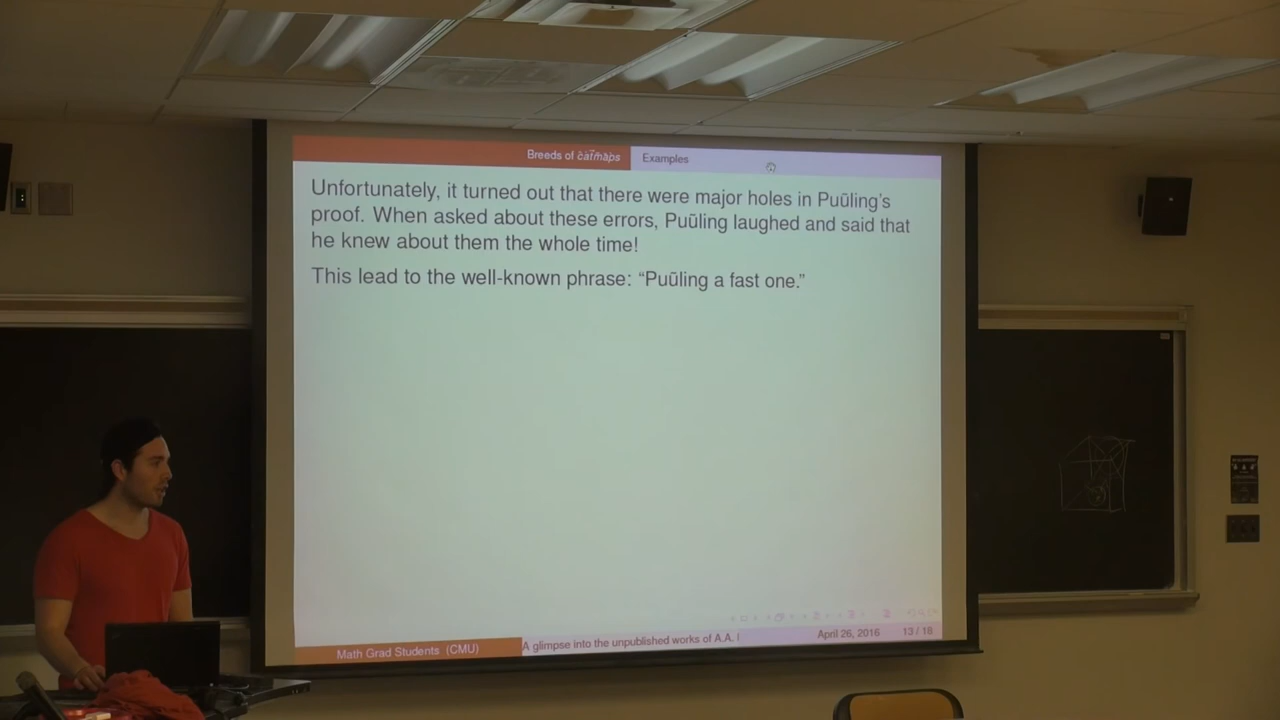 Breeds of c̃at̄m̃ap̀s Examples
Unfortunately, it turned out that there were major holes in Puūling's
proof. When asked about these errors, Puūling laughed and said that
he knew about them the whole time!
This lead to the well-known phrase: “Puūling a fast one.”
Math Grad Students (CMU) A glimpse into the unpublished works of A.A. April 26, 2016 13 / 18